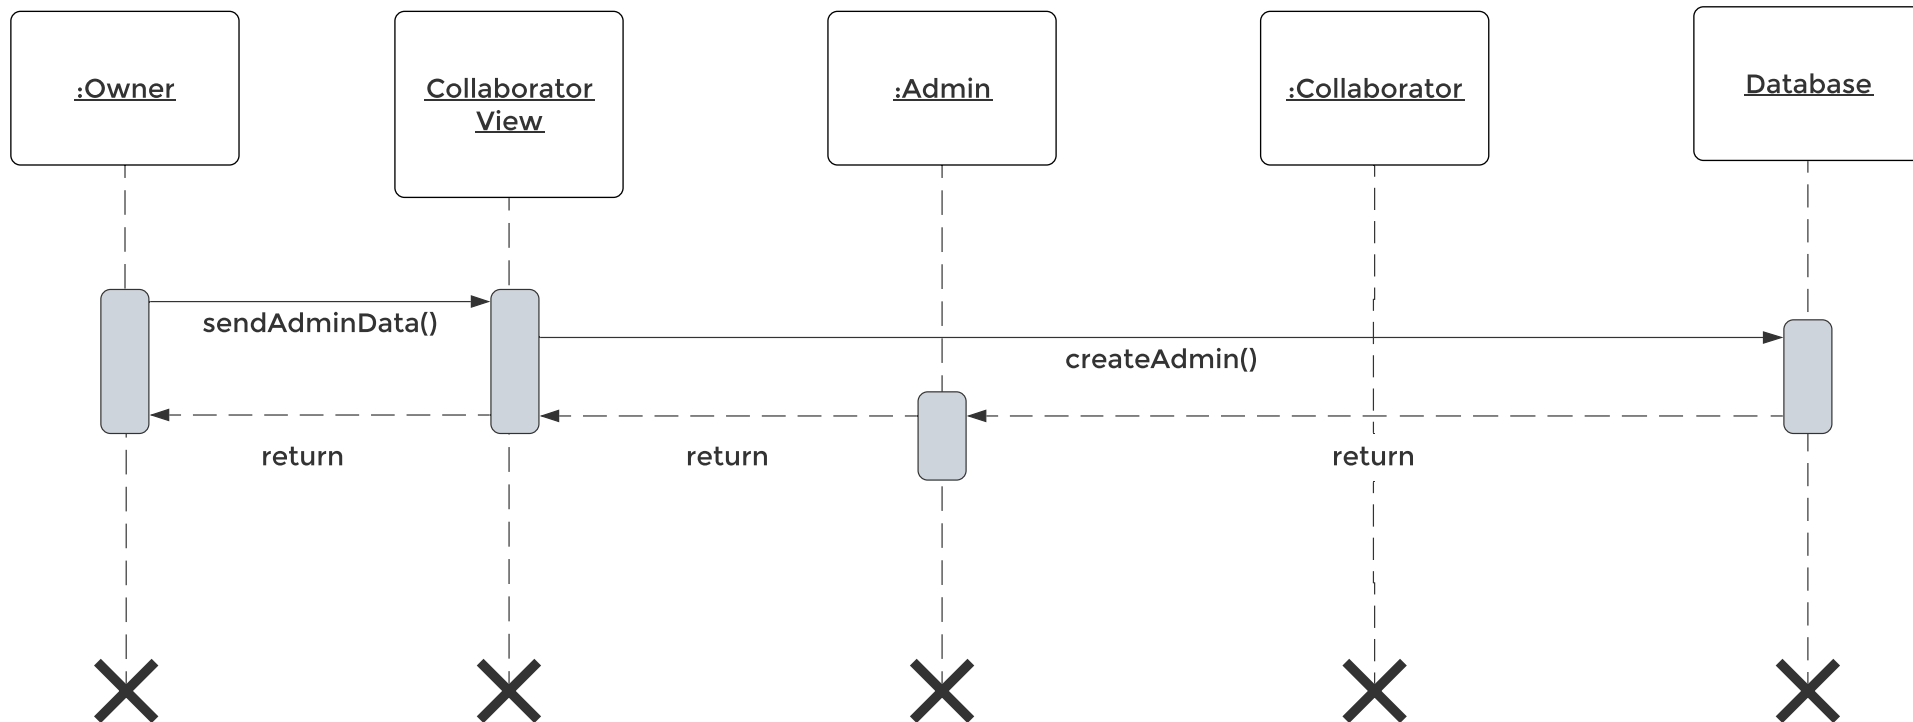 :Owner
Collaborator
View
:Admin
:Collaborator
Database
sendAdminData()
createAdmin()
return
return
return